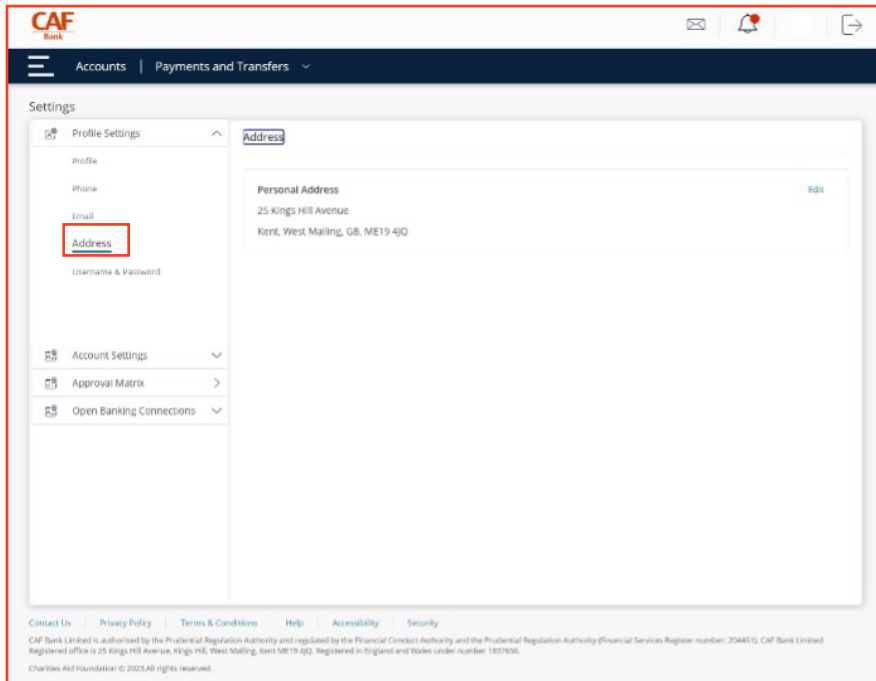 CAF
Bank
Accounts | Payments and Transfers
Settings
Profile Settings
Profile
Phone
Email
Address
Username & Password
Account Settings
Approval Matrix
Open Banking Connections
Address
Personal Address
Edit
25 Kings Hill Avenue
Kent, West Malling, GB, ME19 4JQ
Contact Us | Privacy Policy | Terms & Conditions | Help | Accessibility | Security
CAF Bank Limited is authorised by the Prudential Regulation Authority and regulated by the Financial Conduct Authority and the Prudential Regulation Authority (Financial Services Register number: 204451). CAF Bank Limited
Registered office is 25 Kings Hill Avenue, Kings Hill, West Malling, Kent ME19 4JQ. Registered in England and Wales under number 1837656.
Charities Aid Foundation © 2023 All rights reserved.